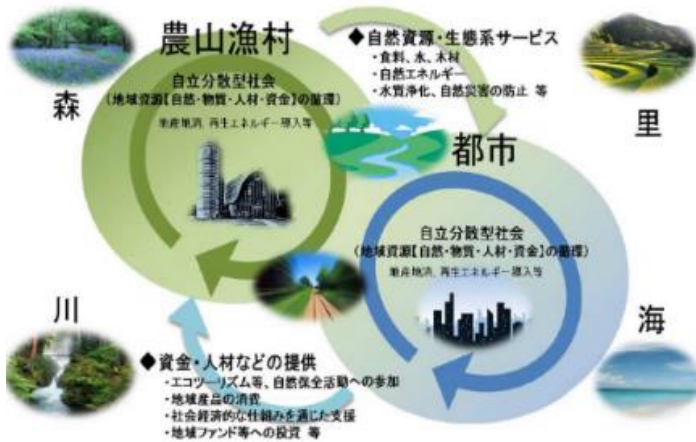 農山漁村
◆自然資源・生態系サービス
・食料、水、木材
・自然エネルギー
・水質浄化、自然災害の防止 等
自立分散型社会
(地域資源【自然・物質・人材・資金】の循環)
地産地消、再生エネルギー導入等
森
里
都市
自立分散型社会
(地域資源【自然・物質・人材・資金】の循環)
地産地消、再生エネルギー導入等
川
海
◆資金・人材などの提供
・エコツーリズム等、自然保全活動への参加
・地域産品の消費
・社会経済的な仕組みを通じた支援
・地域ファンド等への投資 等